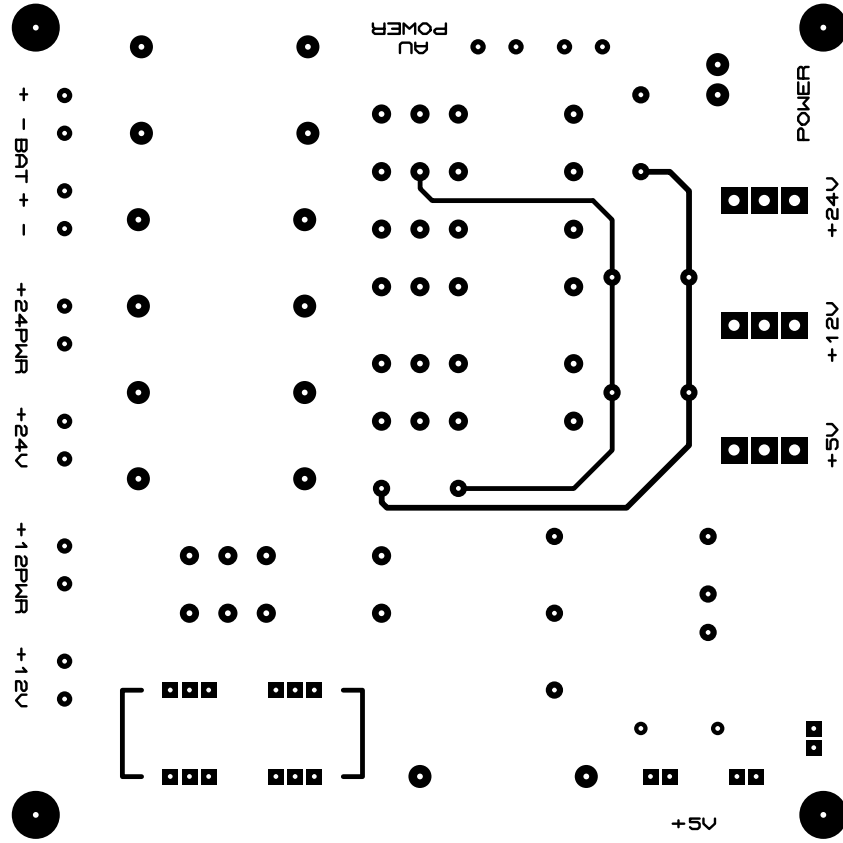 AU
POWER
POWER
+ - BAT + -
+24V
+24PWR
+12V
+24V
+5V
+12PWR
+12V
+5V